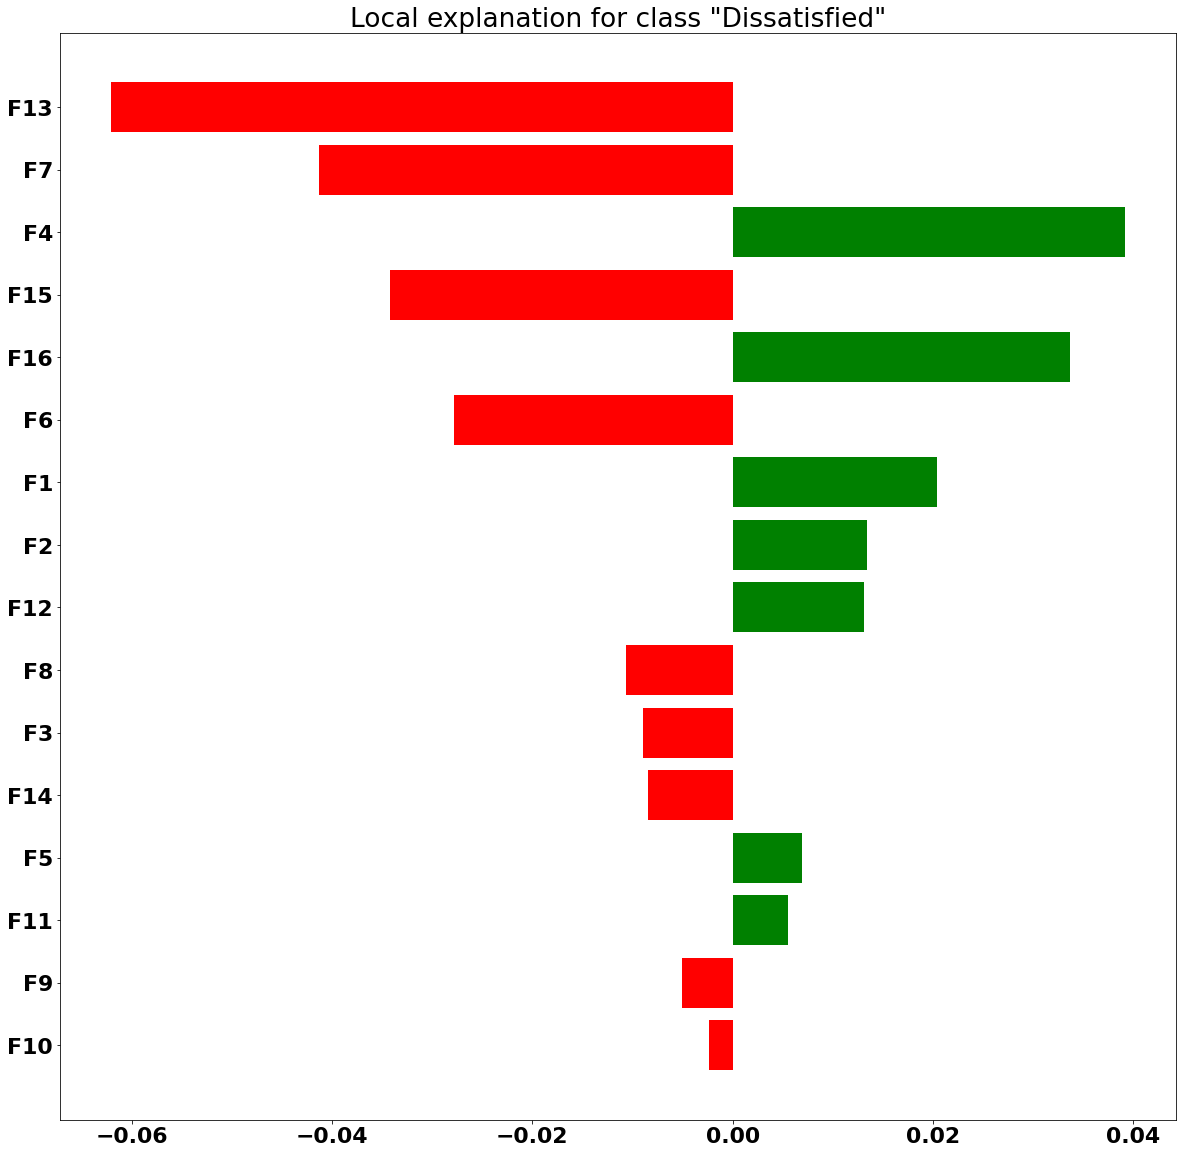 Local explanation for class "Dissatisfied"
F13
F7
F4
F15
F16
F6
F1
F2
F12
F8
F3
F14
F5
F11
F9
F10
−0.06 −0.04 −0.02 0.00 0.02 0.04